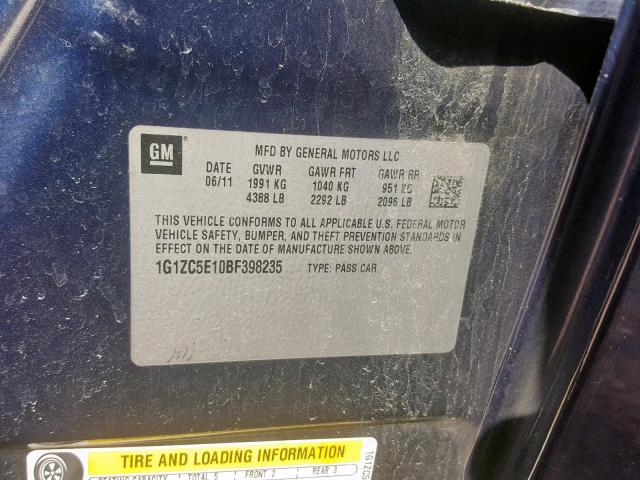 GM
MFD BY GENERAL MOTORS LLC
DATE GVWR GAWR FRT GAWR RR
06/11 1991 KG 1040 KG 951 KG
4388 LB 2292 LB 2096 LB
THIS VEHICLE CONFORMS TO ALL APPLICABLE U.S. FEDERAL MOTOR
VEHICLE SAFETY, BUMPER, AND THEFT PREVENTION STANDARDS IN
EFFECT ON THE DATE OF MANUFACTURE SHOWN ABOVE.
1G1ZC5E10BF398235 TYPE: PASS CAR
TIRE AND LOADING INFORMATION
SEATING CAPACITY TOTAL 5 FRONT 2 REAR 3
1G1ZC5